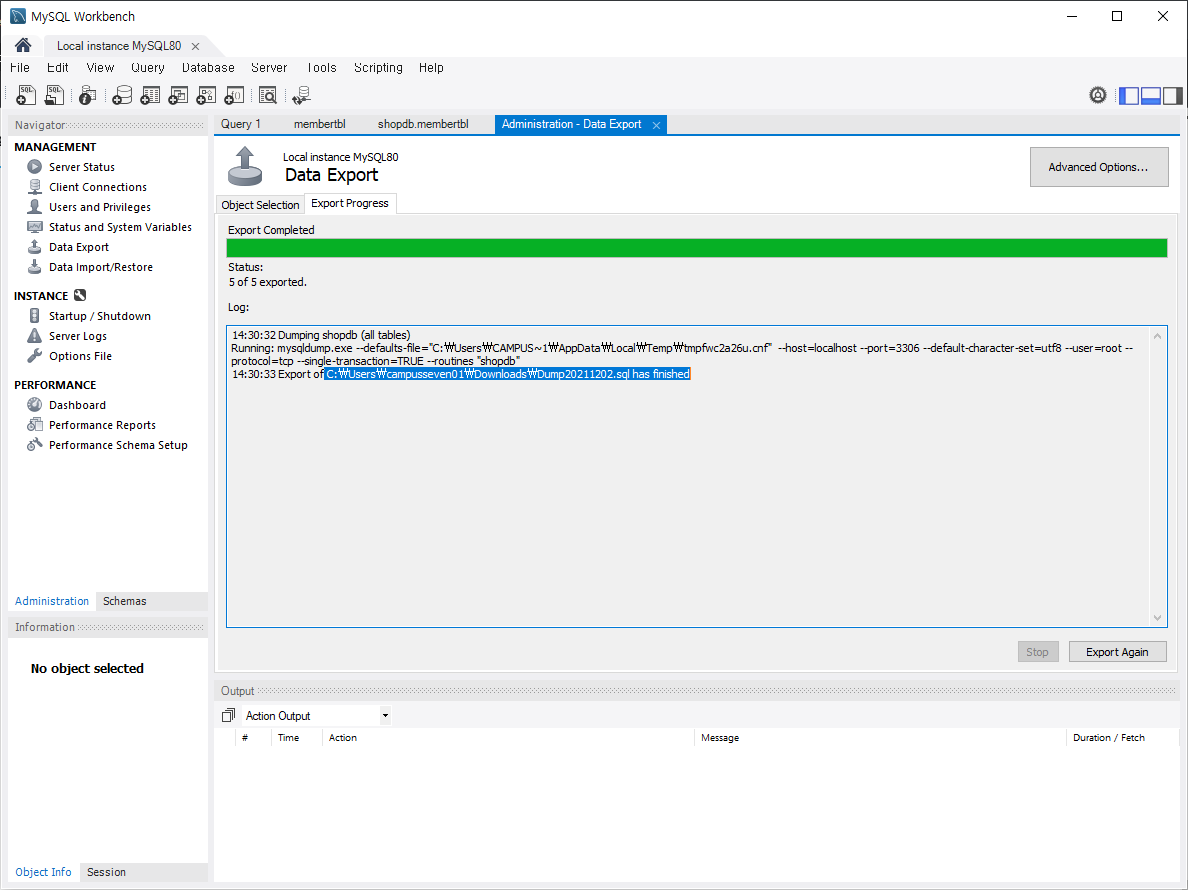 MySQL Workbench
Local instance MySQL80
File Edit View Query Database Server Tools Scripting Help
Navigator
MANAGEMENT
Server Status
Client Connections
Users and Privileges
Status and System Variables
Data Export
Data Import/Restore
INSTANCE
Startup / Shutdown
Server Logs
Options File
PERFORMANCE
Dashboard
Performance Reports
Performance Schema Setup
Administration Schemas
Information
No object selected
Object Info Session
Query 1 membertbl shopdb.membertbl Administration - Data Export
Local instance MySQL80
Data Export
Advanced Options...
Object Selection Export Progress
Export Completed
Status:
5 of 5 exported.
Log:
14:30:32 Dumping shopdb (all tables)
Running: mysqldump.exe --defaults-file="C:₩Users₩CAMPUS~1₩AppData₩Local₩Temp₩tmpfwc2a26u.cnf" --host=localhost --port=3306 --default-character-set=utf8 --user=root --
protocol=tcp --single-transaction=TRUE --routines "shopdb"
14:30:33 Export of C:₩Users₩campusseven01₩Downloads₩Dump20211202.sql has finished
Stop Export Again
Output
Action Output
# Time Action Message Duration / Fetch